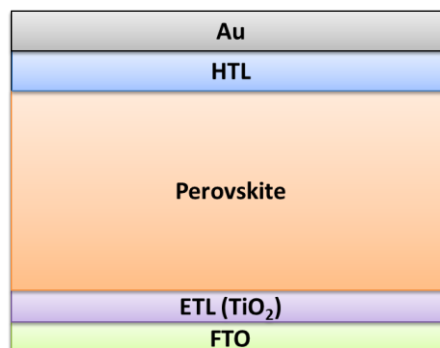 Au
HTL
Perovskite
ETL (TiO₂)
FTO